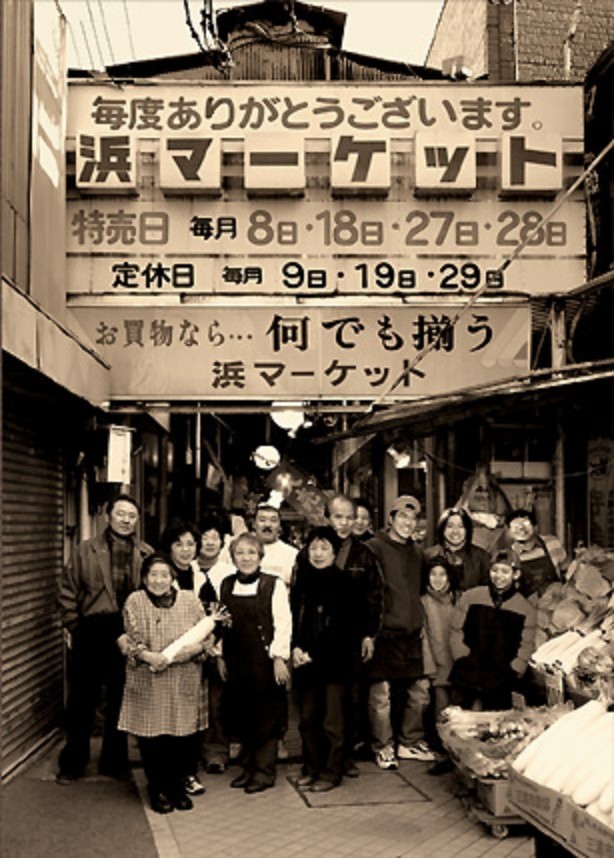 毎度ありがとうございます。
浜マーケット
特売日 毎月8日・18日・27日・28日
定休日 毎月 9日・19日・29日
お買物なら… 何でも揃う
浜マーケット